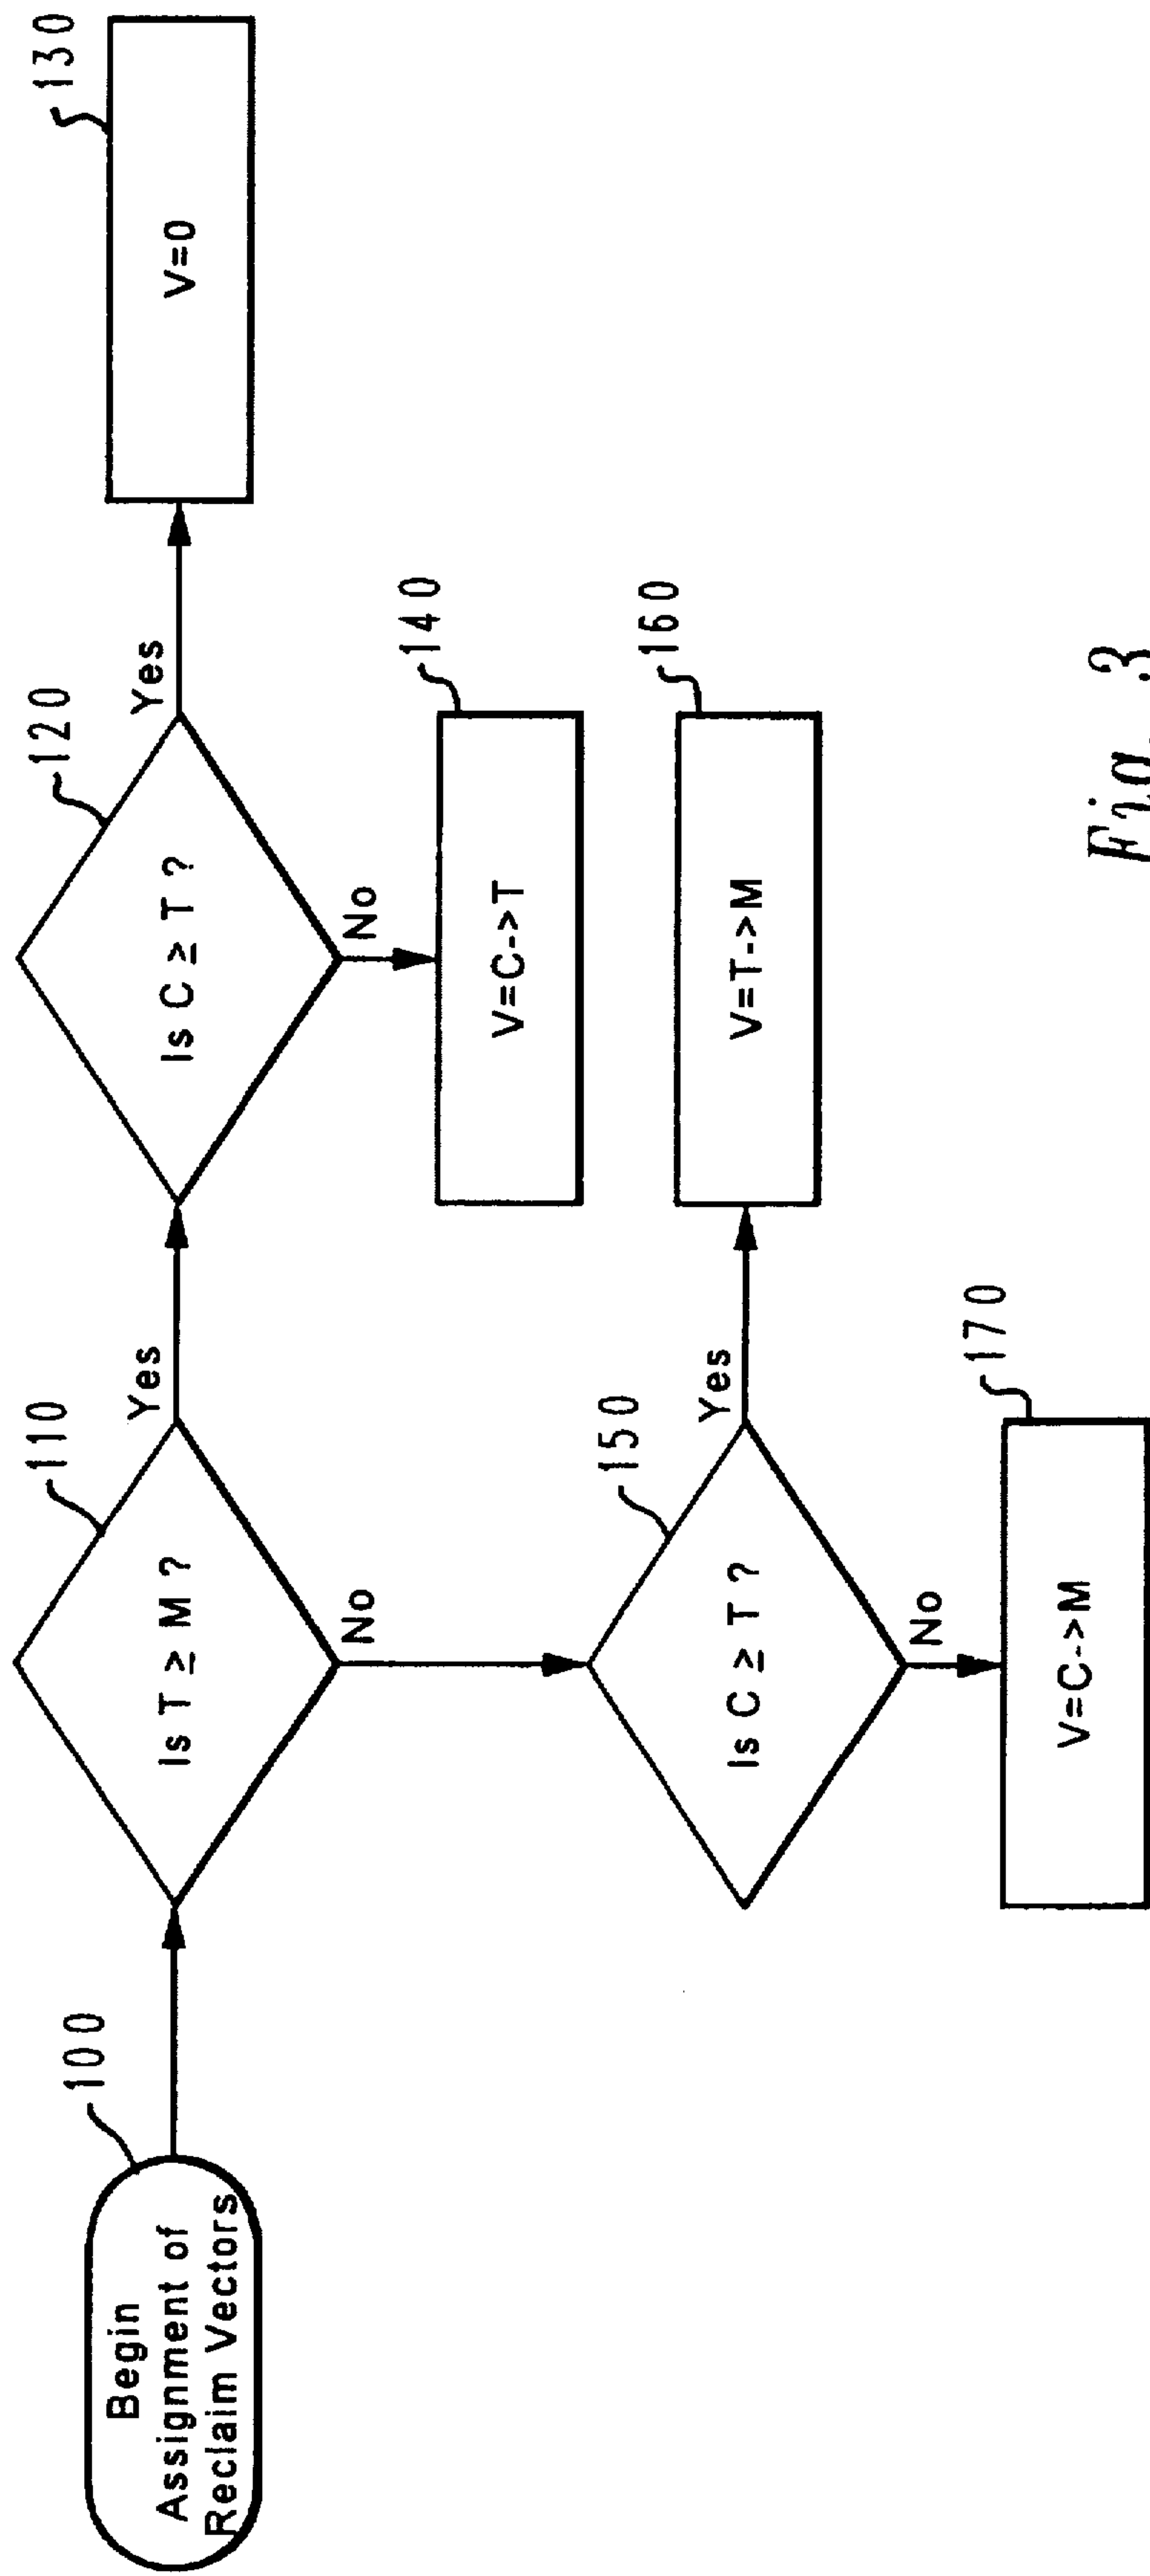 100
Begin
Assignment of
Reclaim Vectors
110
Is T ≥ M ?
Yes
No
120
Is C ≥ T ?
Yes
No
130
V=0
140
V=C->T
150
Is C ≥ T ?
Yes
No
160
V=T->M
170
V=C->M
Fig. 3